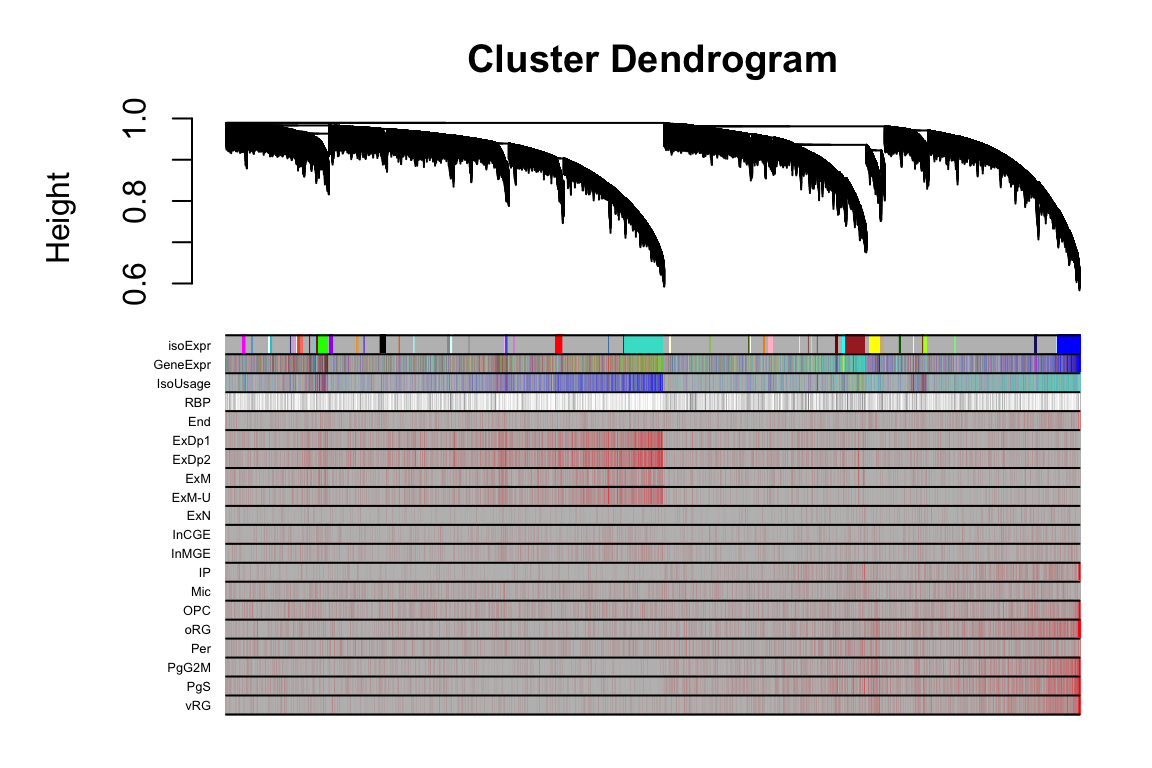 Cluster Dendrogram
Height
1.0
0.8
0.6
isoExpr
GeneExpr
IsoUsage
RBP
End
ExDp1
ExDp2
ExM
ExM-U
ExN
InCGE
InMGE
IP
Mic
OPC
oRG
Per
PgG2M
PgS
vRG